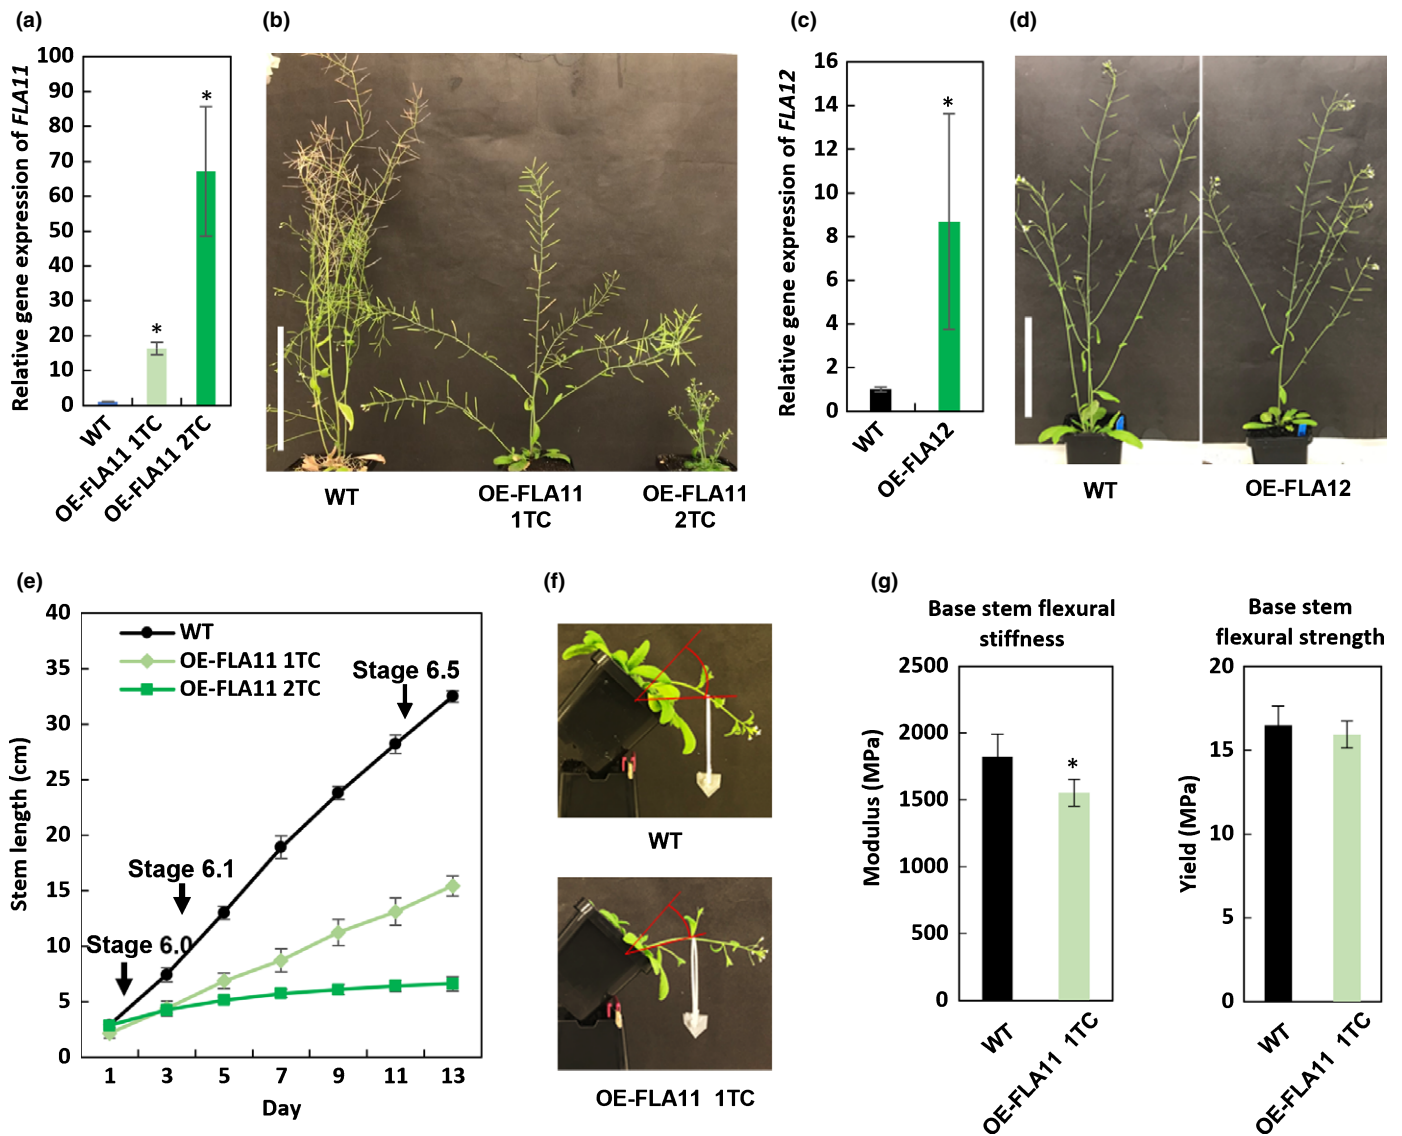 (a)
Relative gene expression of FLA11
100
90
80
70
60
50
40
30
20
10
0
*
*
WT
OE-FLA11 1TC
OE-FLA11 2TC
(b)
WT
OE-FLA11
1TC
OE-FLA11
2TC
(c)
Relative gene expression of FLA12
16
14
12
10
8
6
4
2
0
*
WT
OE-FLA12
(d)
WT
OE-FLA12
(e)
Stem length (cm)
40
35
30
25
20
15
10
5
0
WT
OE-FLA11 1TC
OE-FLA11 2TC
Stage 6.5
Stage 6.1
Stage 6.0
1 3 5 7 9 11 13
Day
(f)
WT
OE-FLA11 1TC
(g)
Base stem flexural
stiffness
Modulus (MPa)
2500
2000
1500
1000
500
0
*
WT
OE-FLA11 1TC
Base stem
flexural strength
Yield (MPa)
20
15
10
5
0
WT
OE-FLA11 1TC